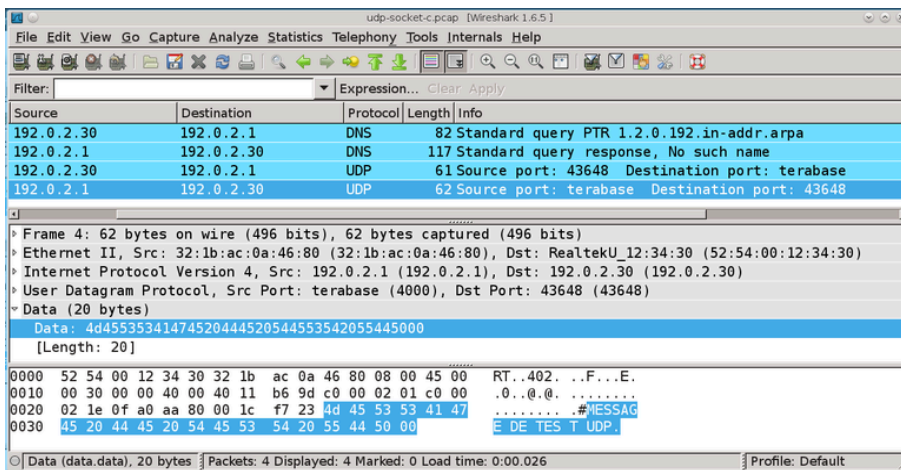 udp-socket-c.pcap [Wireshark 1.6.5 ]
File Edit View Go Capture Analyze Statistics Telephony Tools Internals Help
Filter: Expression... Clear Apply
Source Destination Protocol Length Info
192.0.2.30 192.0.2.1 DNS 82 Standard query PTR 1.2.0.192.in-addr.arpa
192.0.2.1 192.0.2.30 DNS 117 Standard query response, No such name
192.0.2.30 192.0.2.1 UDP 61 Source port: 43648 Destination port: terabase
192.0.2.1 192.0.2.30 UDP 62 Source port: terabase Destination port: 43648
Frame 4: 62 bytes on wire (496 bits), 62 bytes captured (496 bits)
Ethernet II, Src: 32:1b:ac:0a:46:80 (32:1b:ac:0a:46:80), Dst: RealtekU_12:34:30 (52:54:00:12:34:30)
Internet Protocol Version 4, Src: 192.0.2.1 (192.0.2.1), Dst: 192.0.2.30 (192.0.2.30)
User Datagram Protocol, Src Port: terabase (4000), Dst Port: 43648 (43648)
Data (20 bytes)
Data: 4d45535341474520444520544553542055445000
[Length: 20]
0000 52 54 00 12 34 30 32 1b ac 0a 46 80 08 00 45 00 RT..402. ..F...E.
0010 00 30 00 00 40 00 40 11 b6 9d c0 00 02 01 c0 00 .0..@.@. ........
0020 02 1e 0f a0 aa 80 00 1c f7 23 4d 45 53 53 41 47 ........ .#MESSAG
0030 45 20 44 45 20 54 45 53 54 20 55 44 50 00 E DE TES T UDP.
Data (data.data), 20 bytes Packets: 4 Displayed: 4 Marked: 0 Load time: 0:00.026 Profile: Default